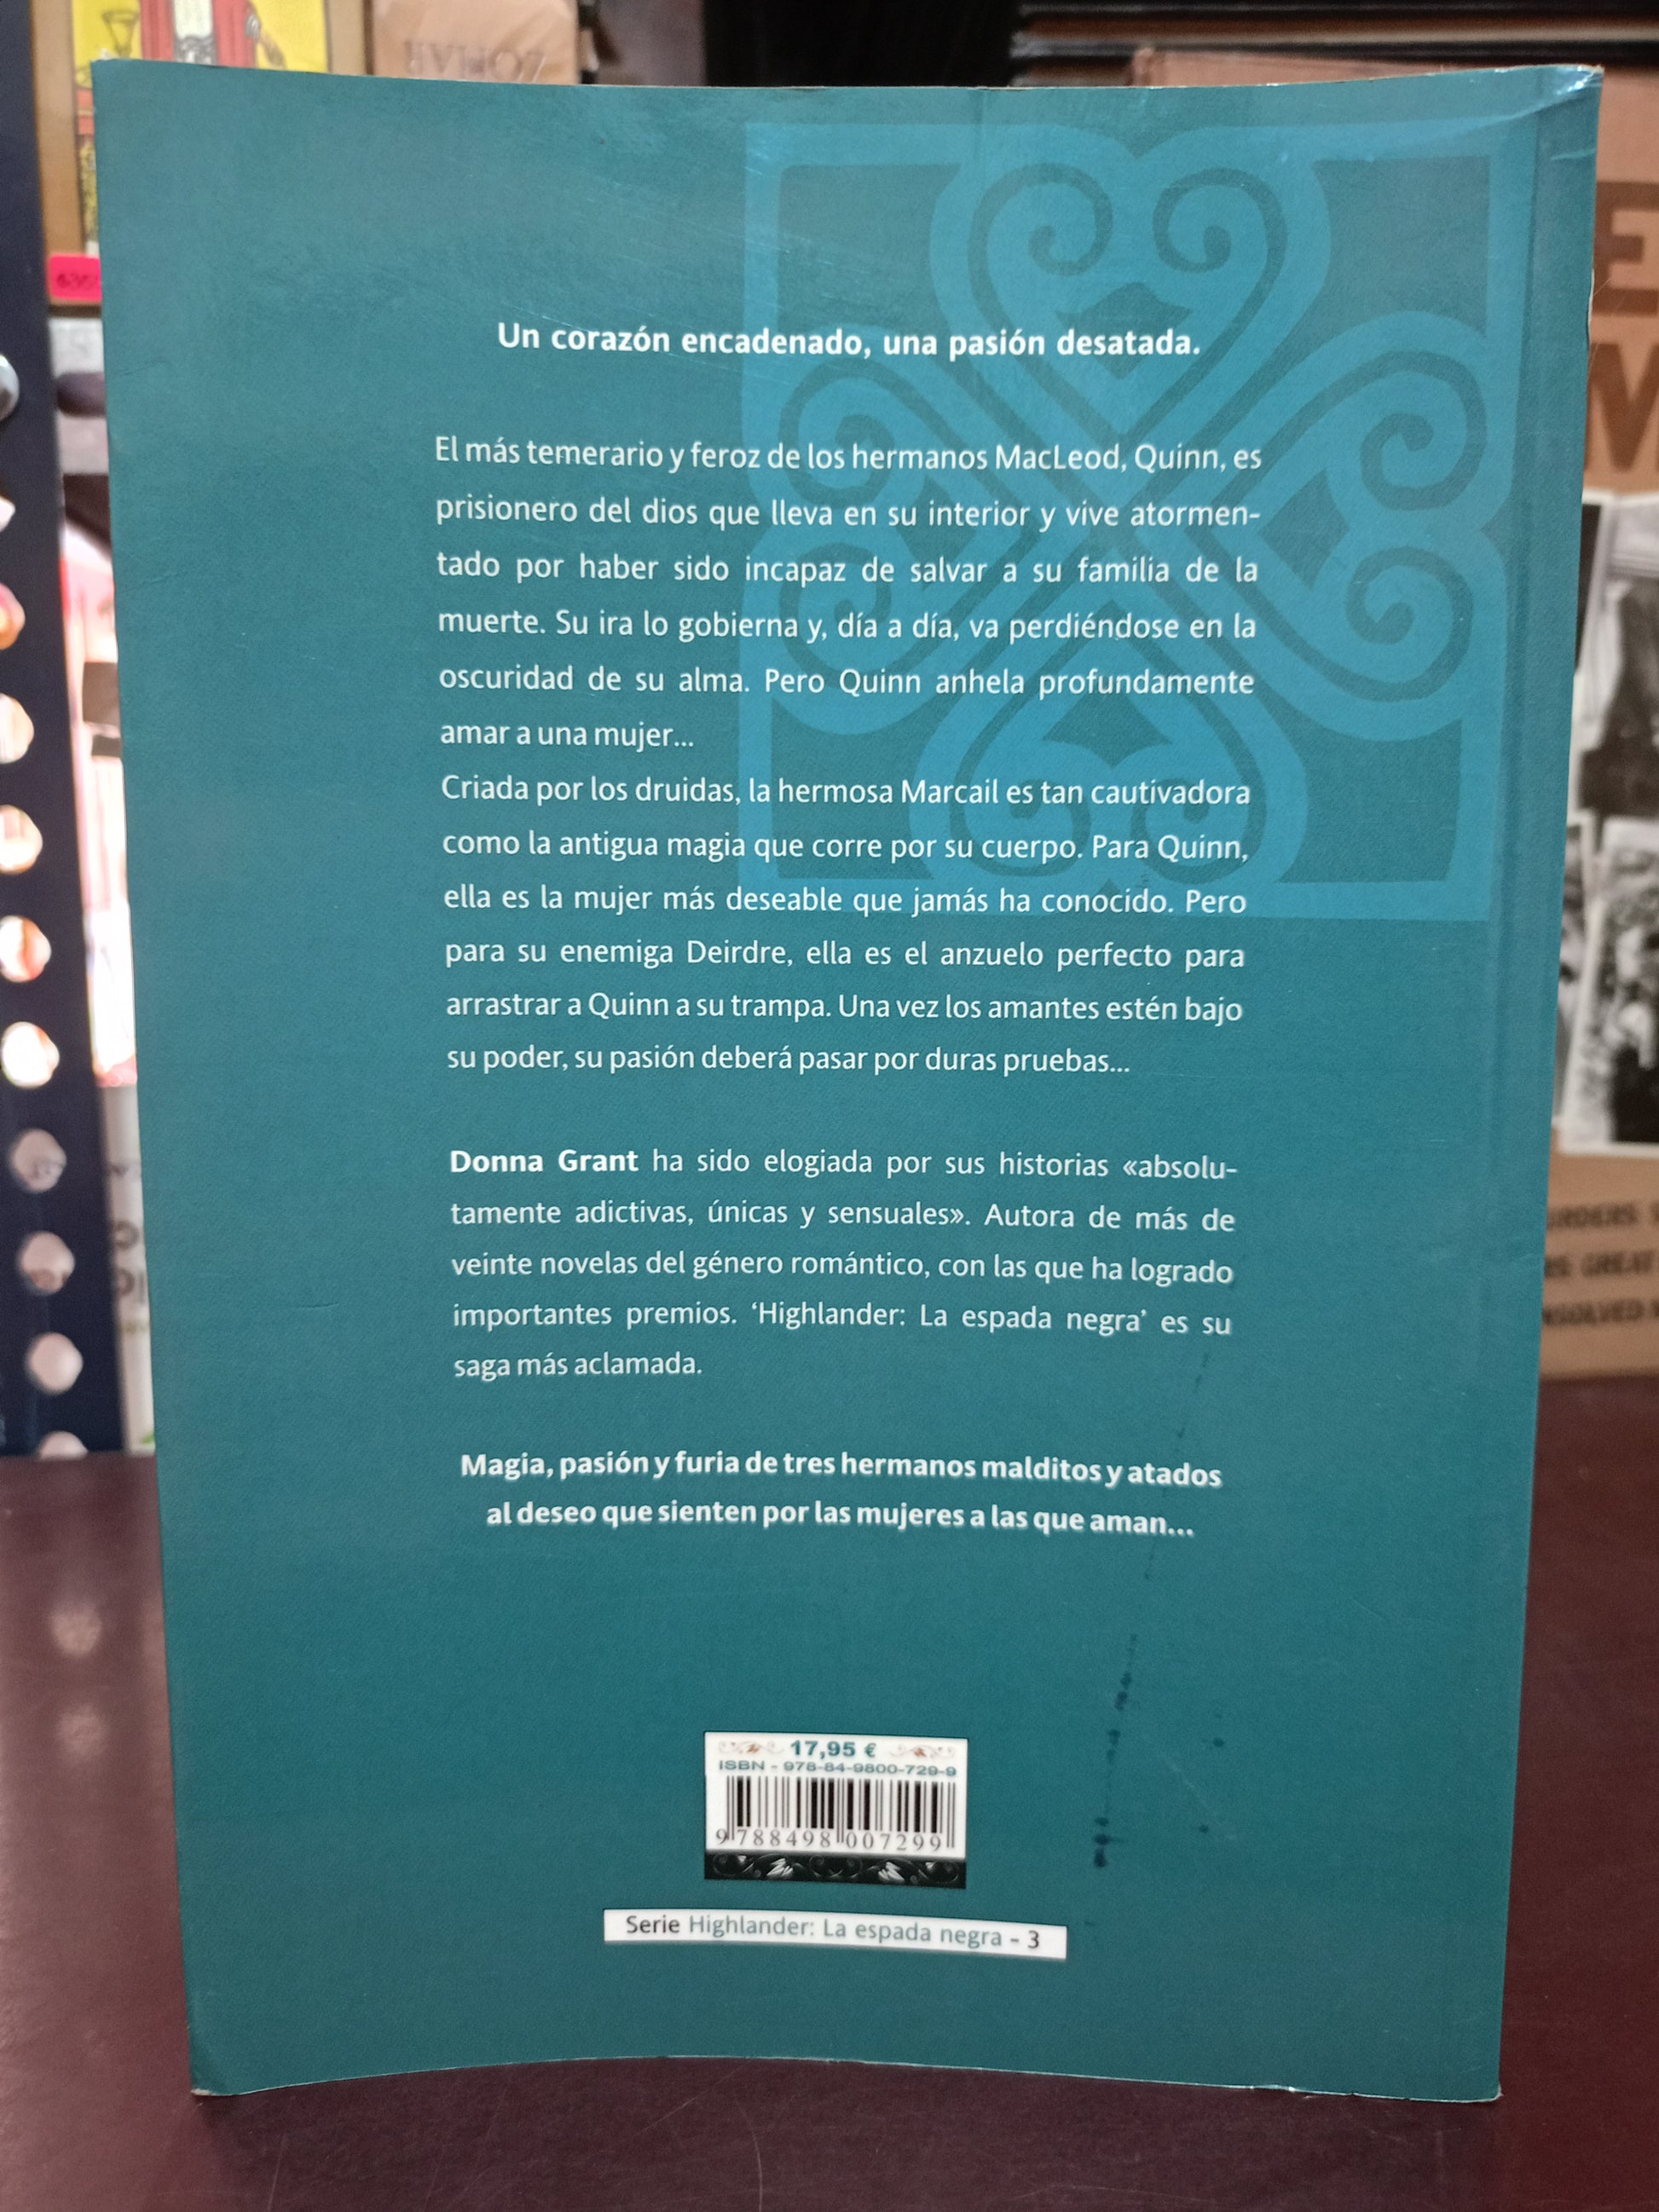 Un corazón encadenado, una pasión desatada.
El más temerario y feroz de los hermanos MacLeod, Quinn, es
prisionero del dios que lleva en su interior y vive atormen-
tado por haber sido incapaz de salvar a su familia de la
muerte. Su ira lo gobierna y, día a día, va perdiéndose en la
oscuridad de su alma. Pero Quinn anhela profundamente
amar a una mujer...
Criada por los druidas, la hermosa Marcail es tan cautivadora
como la antigua magia que corre por su cuerpo. Para Quinn,
ella es la mujer más deseable que jamás ha conocido. Pero
para su enemiga Deirdre, ella es el anzuelo perfecto para
arrastrar a Quinn a su trampa. Una vez los amantes estén bajo
su poder, su pasión deberá pasar por duras pruebas...
Donna Grant ha sido elogiada por sus historias «absolu-
tamente adictivas, únicas y sensuales». Autora de más de
veinte novelas del género romántico, con las que ha logrado
importantes premios. ‘Highlander: La espada negra’ es su
saga más aclamada.
Magia, pasión y furia de tres hermanos malditos y atados
al deseo que sienten por las mujeres a las que aman...
17,95 €
ISBN - 978-84-9800-729-9
9 788498 007299
Serie Highlander: La espada negra - 3